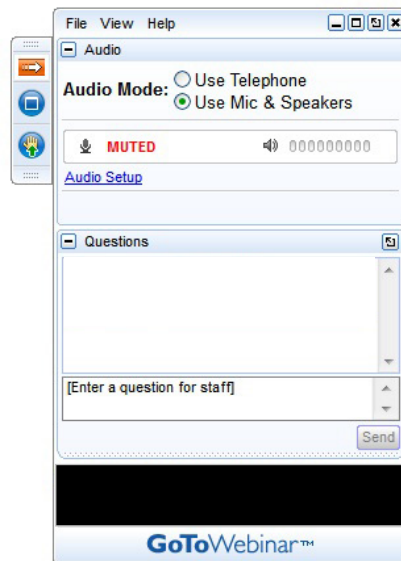 File View Help
Audio
Audio Mode:
Use Telephone
Use Mic & Speakers
MUTED 000000000
Audio Setup
Questions
[Enter a question for staff]
Send
GoToWebinar™